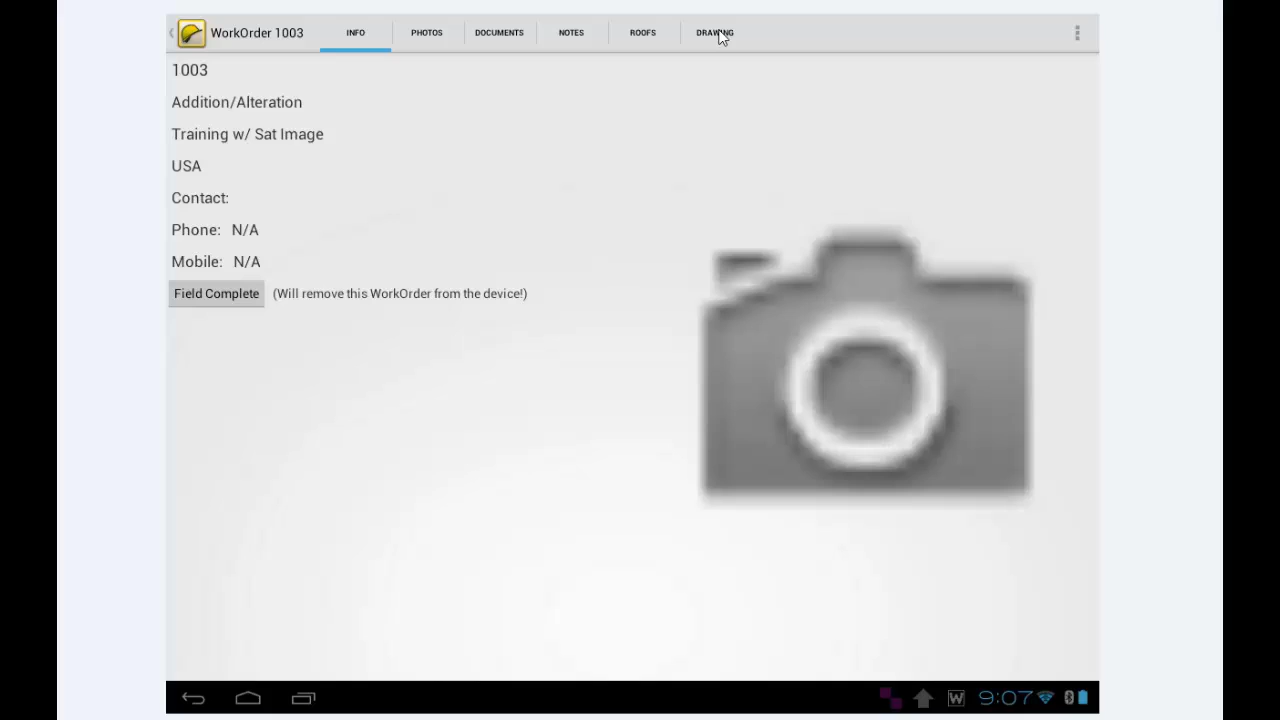 WorkOrder 1003 INFO PHOTOS DOCUMENTS NOTES ROOFS DRAWING
1003
Addition/Alteration
Training w/ Sat Image
USA
Contact:
Phone: N/A
Mobile: N/A
Field Complete (Will remove this WorkOrder from the device!)
W 9:07